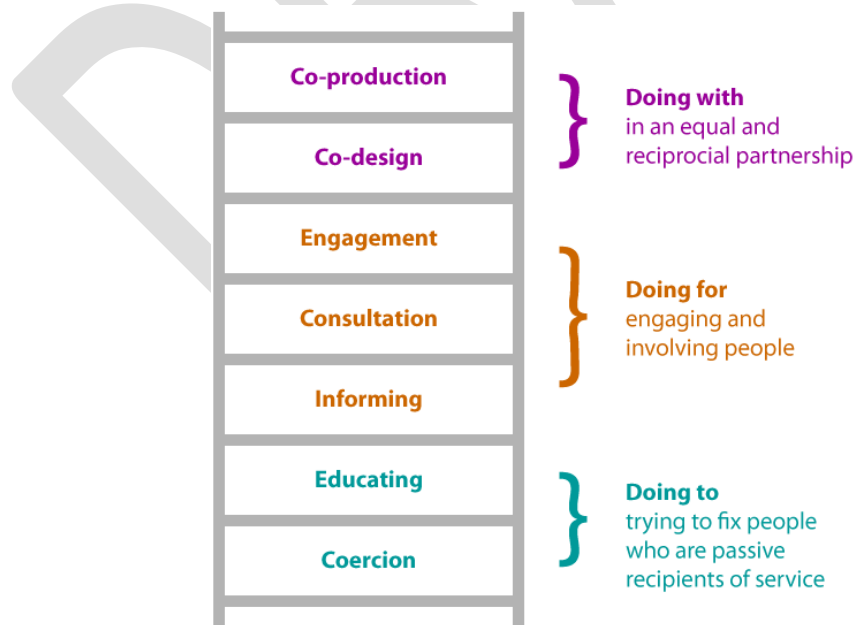 Co-production
Doing with
in an equal and
reciprocial partnership
Co-design
Engagement
Consultation
Doing for
engaging and
involving people
Informing
Educating
Doing to
trying to fix people
who are passive
recipients of service
Coercion